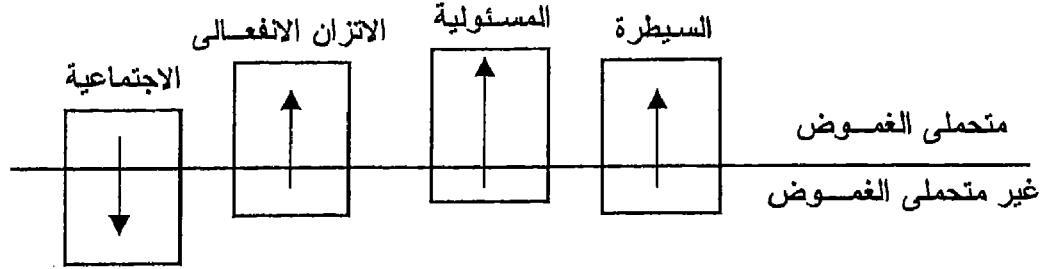 السيطرة
المسئولية
الاتزان الانفعالى
الاجتماعية
متحملى الغموض
غير متحملى الغموض